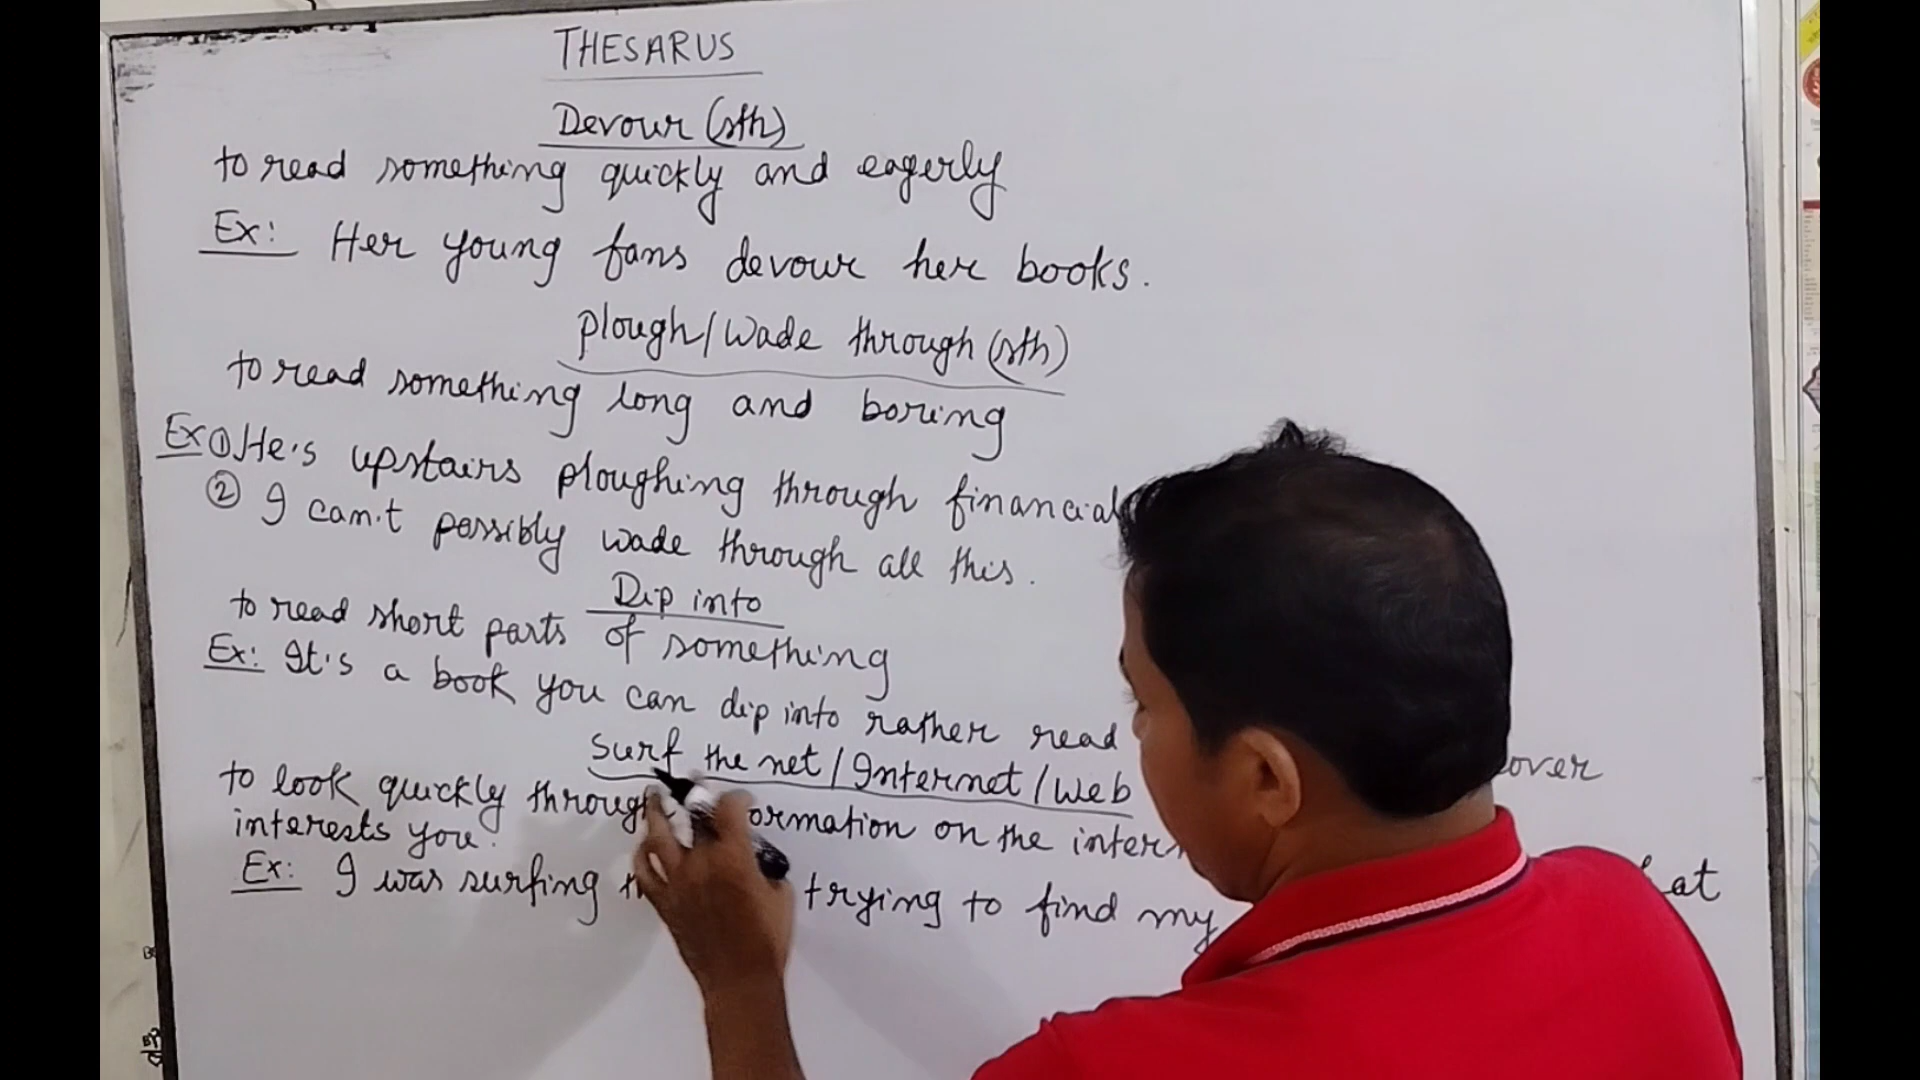 THESARUS
Devour (sth)
to read something quickly and eagerly
Ex: Her young fans devour her books.
Plough/Wade through (sth)
to read something long and boring
Ex ① He's upstairs ploughing through financial
② I can't possibly wade through all this.
Dip into
to read short parts of something
Ex: It's a book you can dip into rather read over
Surf the net / Internet / Web
to look quickly through on the
interests you.
Ex: I was surfing trying to find my